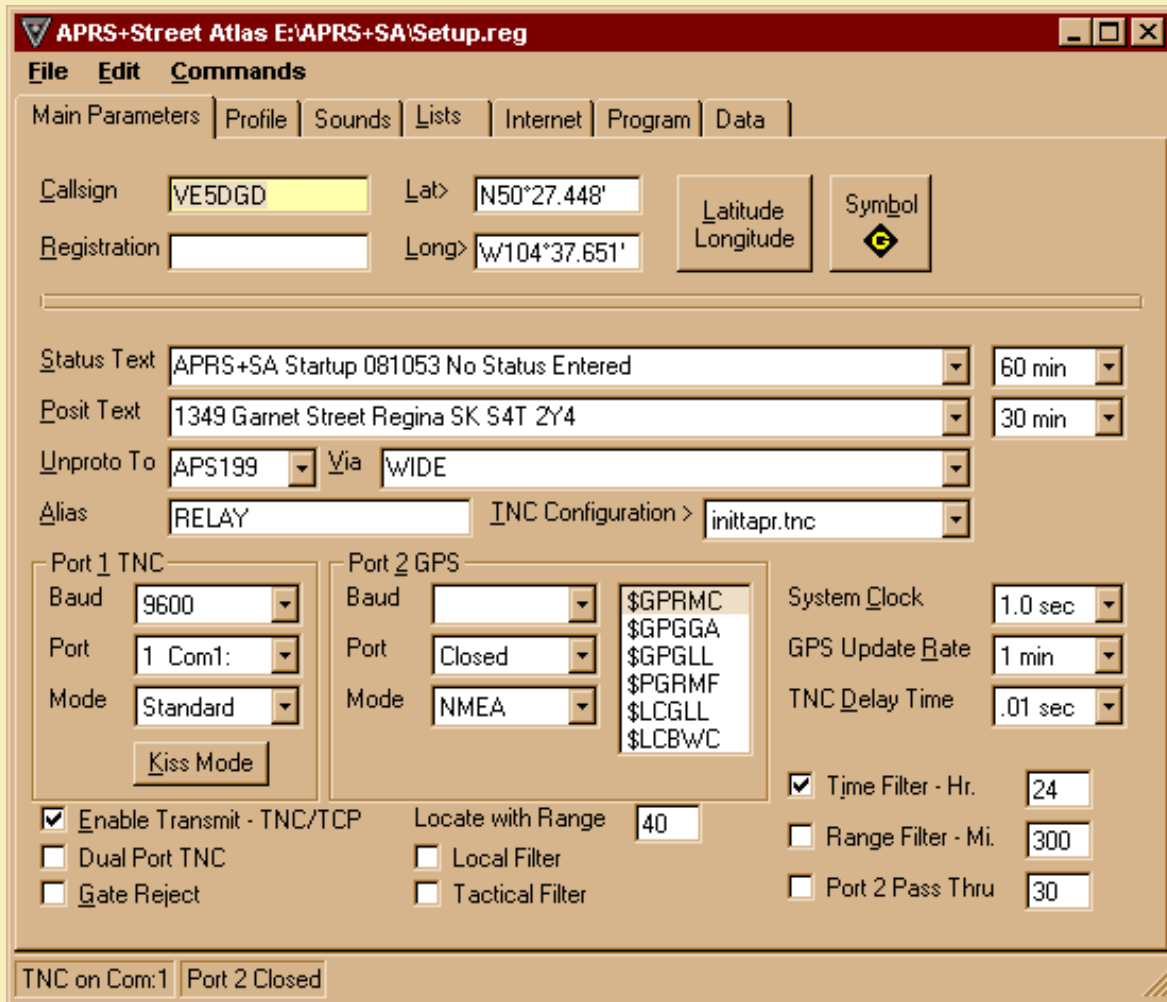 APRS+Street Atlas E:\APRS+SA\Setup.reg
File Edit Commands
Main Parameters Profile Sounds Lists Internet Program Data
Callsign VE5DGD Lat> N50°27.448' Latitude Longitude Symbol
G
Registration Long> W104°37.651'
Status Text APRS+SA Startup 081053 No Status Entered 60 min
Posit Text 1349 Garnet Street Regina SK S4T 2Y4 30 min
Unproto To APS199 Via WIDE
Alias RELAY TNC Configuration > inittapr.tnc
Port 1 TNC
Baud 9600
Port 1 Com1:
Mode Standard
Kiss Mode
Port 2 GPS
Baud
Port Closed
Mode NMEA
$GPRMC
$GPGGA
$GPGLL
$PGRMF
$LCGLL
$LCBWC
System Clock 1.0 sec
GPS Update Rate 1 min
TNC Delay Time .01 sec
Time Filter - Hr. 24
Range Filter - Mi. 300
Port 2 Pass Thru 30
Enable Transmit - TNC/TCP
Dual Port TNC
Gate Reject
Locate with Range 40
Local Filter
Tactical Filter
TNC on Com:1 Port 2 Closed